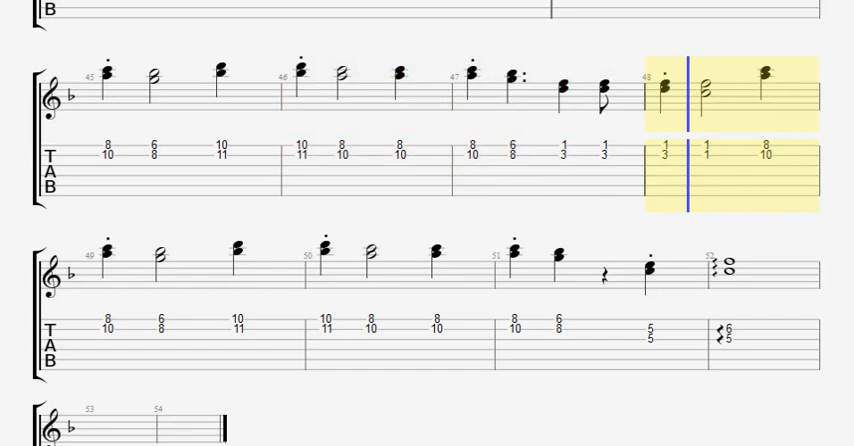 B
45 46 47 48
8 6 10 10 8 8 8 6 1 1 1 1 8
T 10 8 11 11 10 10 10 8 3 3 3 1 10
A
B
49 50 51 52
8 6 10 10 8 8 8 6
T 10 8 11 11 10 10 10 8 5 6
A 5 5
B
53 54